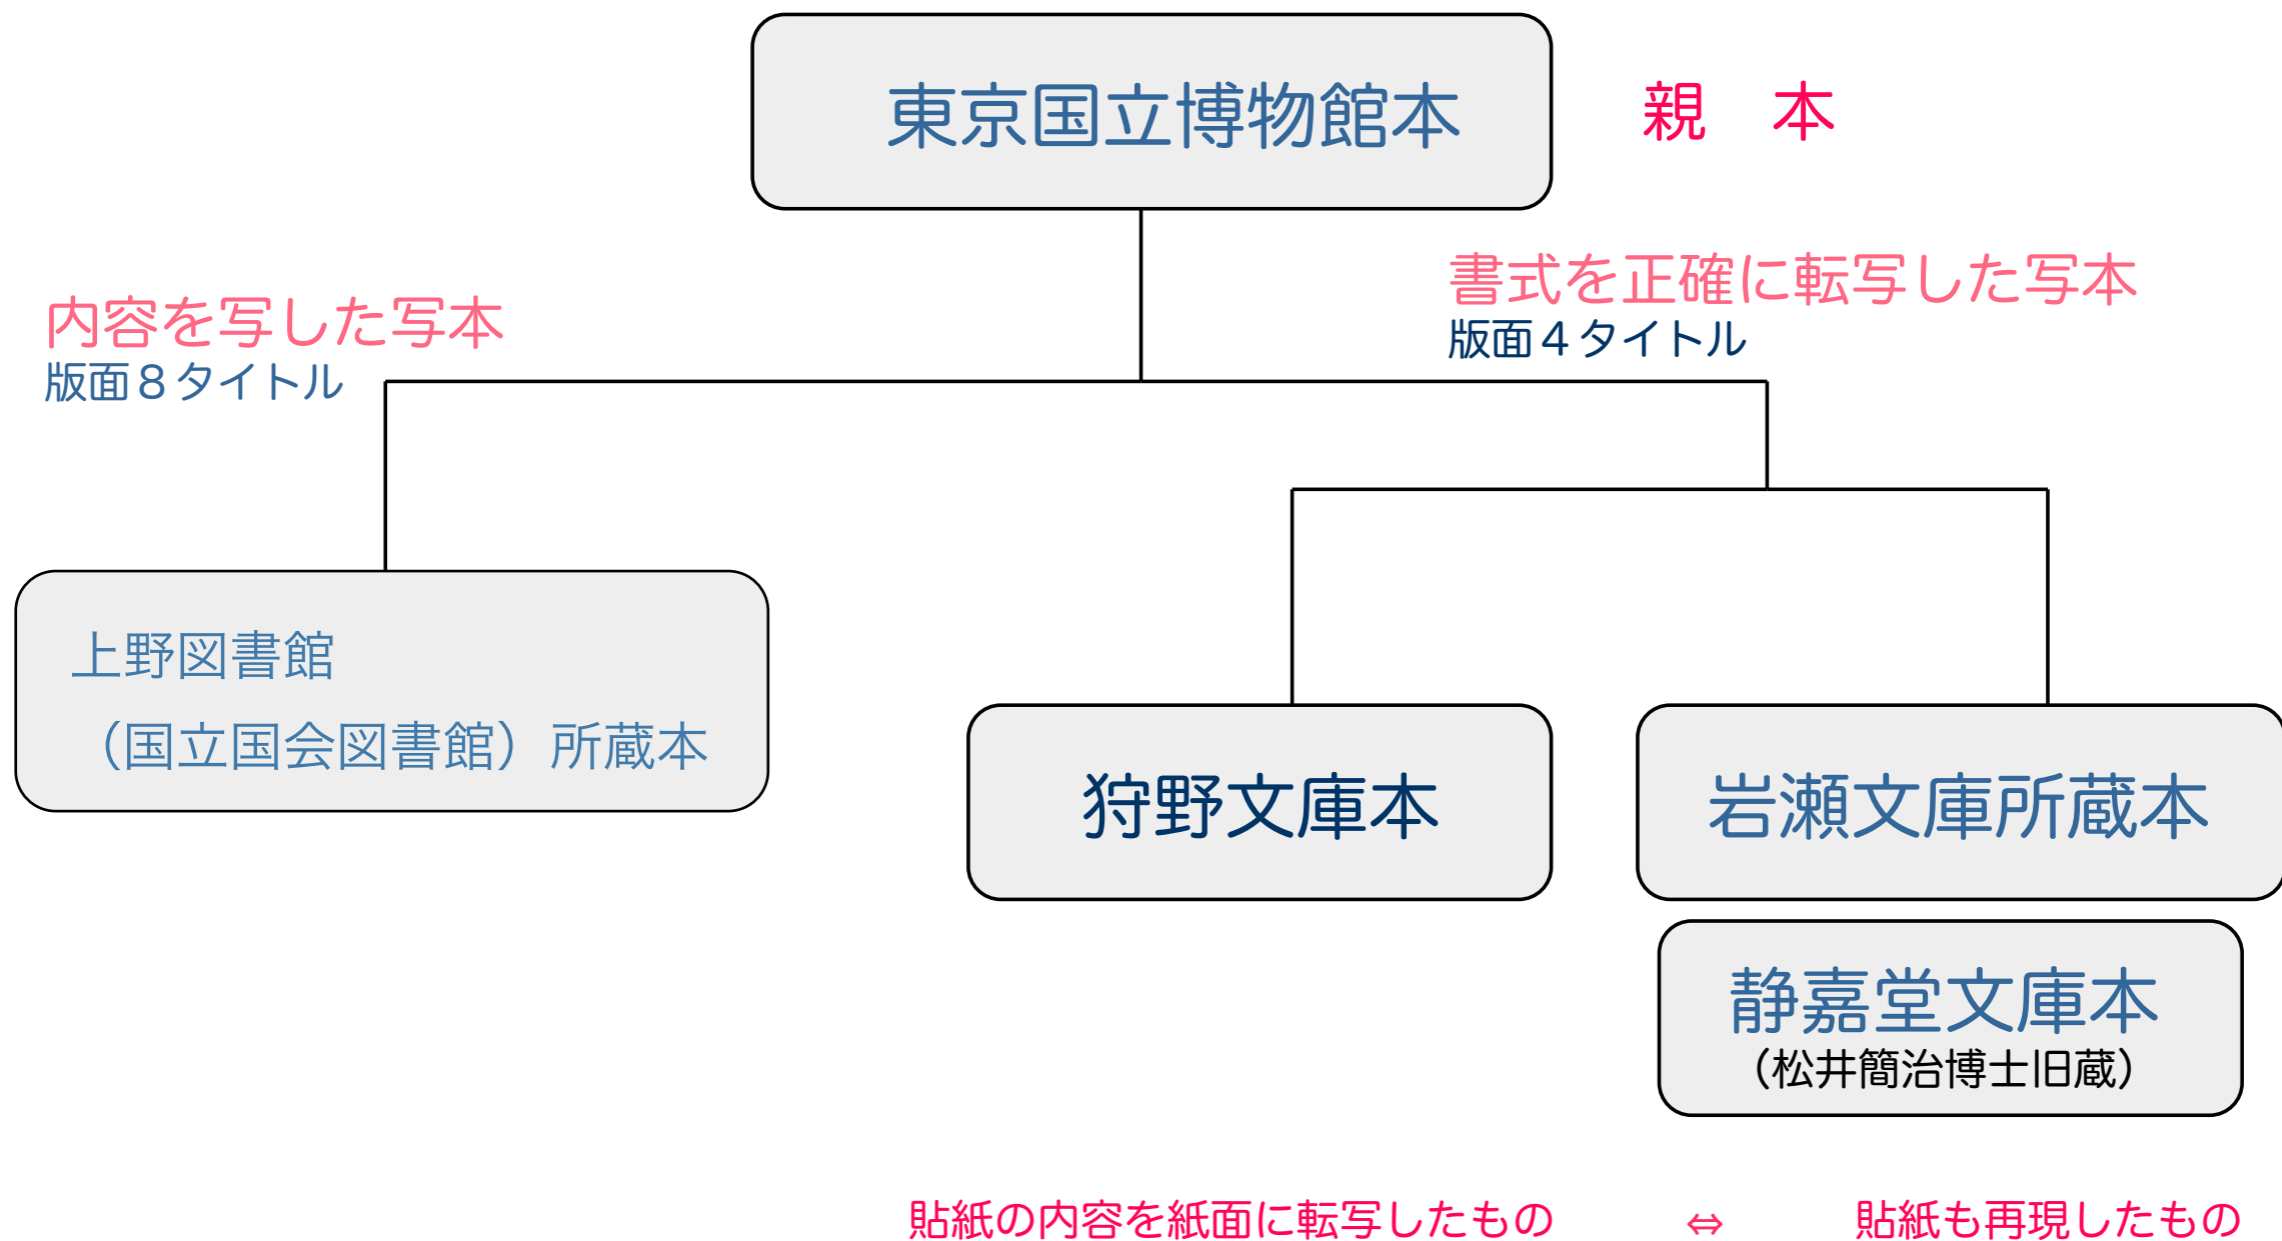 東京国立博物館本
親　本
書式を正確に転写した写本
版面４タイトル
内容を写した写本
版面８タイトル
上野図書館
（国立国会図書館）所蔵本
狩野文庫本
岩瀬文庫所蔵本
静嘉堂文庫本
（松井簡治博士旧蔵）
貼紙の内容を紙面に転写したもの　⇔　貼紙も再現したもの